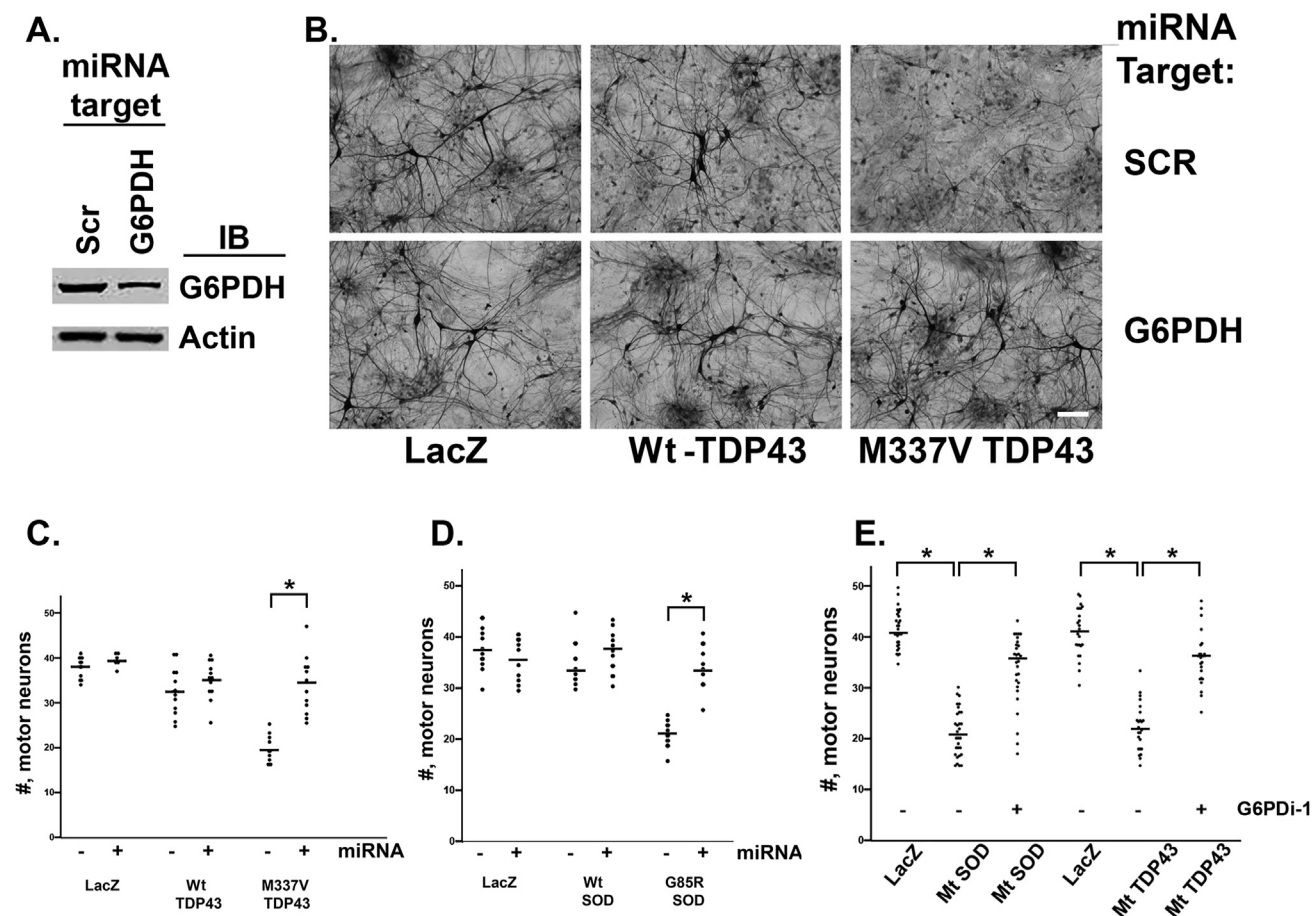 A.
miRNA
target
Scr
G6PDH
IB
G6PDH
Actin
B.
miRNA
Target:
SCR
G6PDH
LacZ
Wt -TDP43
M337V TDP43
C.
#, motor neurons
50
40
30
20
10
0
*
- + - + - + miRNA
LacZ
Wt
TDP43
M337V
TDP43
D.
#, motor neurons
50
40
30
20
10
0
*
- + - + - + miRNA
LacZ
Wt
SOD
G85R
SOD
E.
#, motor neurons
50
40
30
20
10
0
* * * *
- - + - - + G6PDi-1
LacZ
Mt SOD
Mt SOD
LacZ
Mt TDP43
Mt TDP43